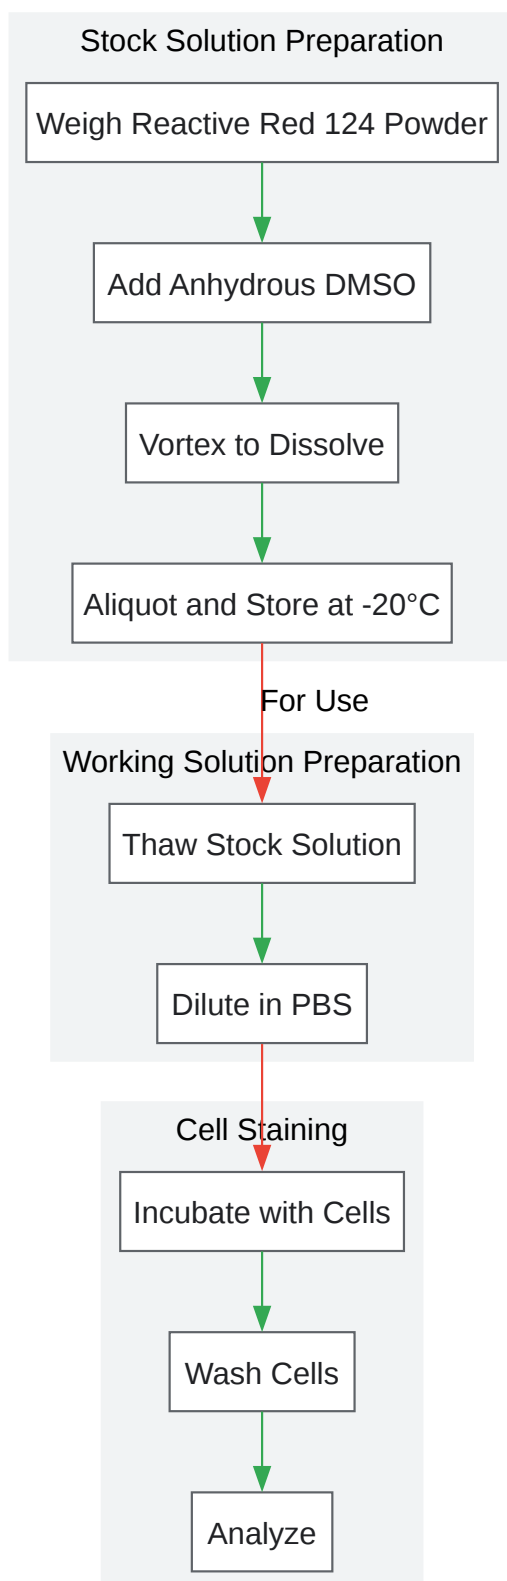 Stock Solution Preparation
Weigh Reactive Red 124 Powder
Add Anhydrous DMSO
Vortex to Dissolve
Aliquot and Store at -20°C
For Use
Working Solution Preparation
Thaw Stock Solution
Dilute in PBS
Cell Staining
Incubate with Cells
Wash Cells
Analyze